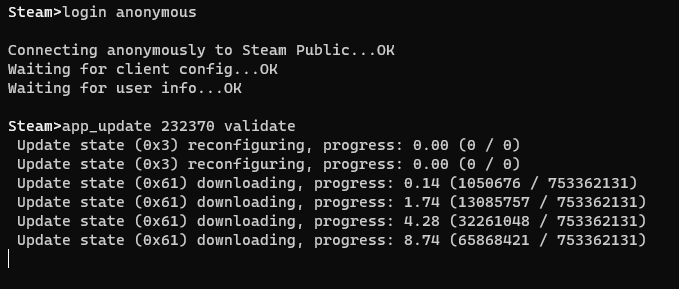 Steam>login anonymous
Connecting anonymously to Steam Public...OK
Waiting for client config...OK
Waiting for user info...OK
Steam>app_update 232370 validate
Update state (0x3) reconfiguring, progress: 0.00 (0 / 0)
Update state (0x3) reconfiguring, progress: 0.00 (0 / 0)
Update state (0x61) downloading, progress: 0.14 (1050676 / 753362131)
Update state (0x61) downloading, progress: 1.74 (13085757 / 753362131)
Update state (0x61) downloading, progress: 4.28 (32261048 / 753362131)
Update state (0x61) downloading, progress: 8.74 (65868421 / 753362131)